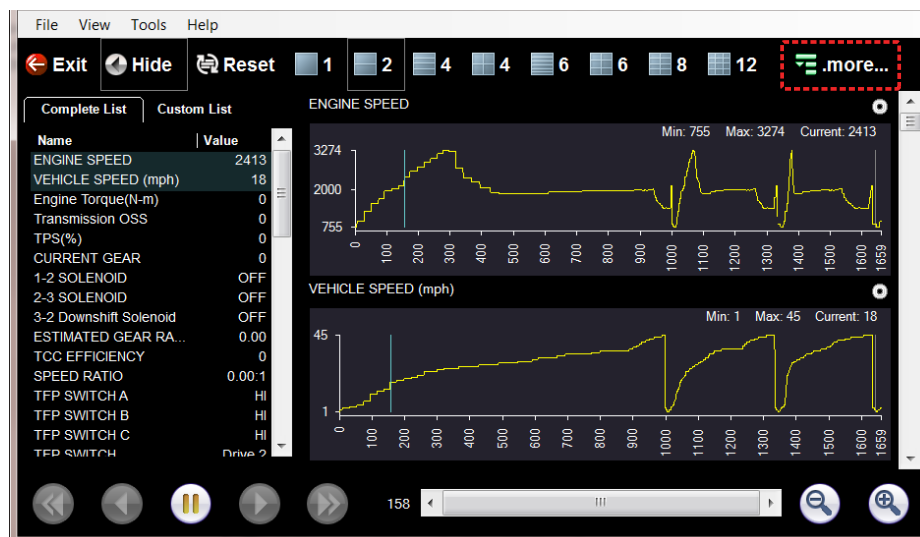 File View Tools Help
Exit Hide Reset 1 2 4 4 6 6 8 12 .more...
Complete List Custom List
Name Value
ENGINE SPEED 2413
VEHICLE SPEED (mph) 18
Engine Torque(N-m) 0
Transmission OSS 0
TPS(%) 0
CURRENT GEAR 0
1-2 SOLENOID OFF
2-3 SOLENOID OFF
3-2 Downshift Solenoid OFF
ESTIMATED GEAR RA... 0.00
TCC EFFICIENCY 0
SPEED RATIO 0.00:1
TFP SWITCH A HI
TFP SWITCH B HI
TFP SWITCH C HI
TFP SWITCH Drive 2
ENGINE SPEED
Min: 755 Max: 3274 Current: 2413
3274
2000
755
0 100 200 300 400 500 600 700 800 900 1000 1100 1200 1300 1400 1500 1600 1659
VEHICLE SPEED (mph)
Min: 1 Max: 45 Current: 18
45
1
0 100 200 300 400 500 600 700 800 900 1000 1100 1200 1300 1400 1500 1600 1659
158